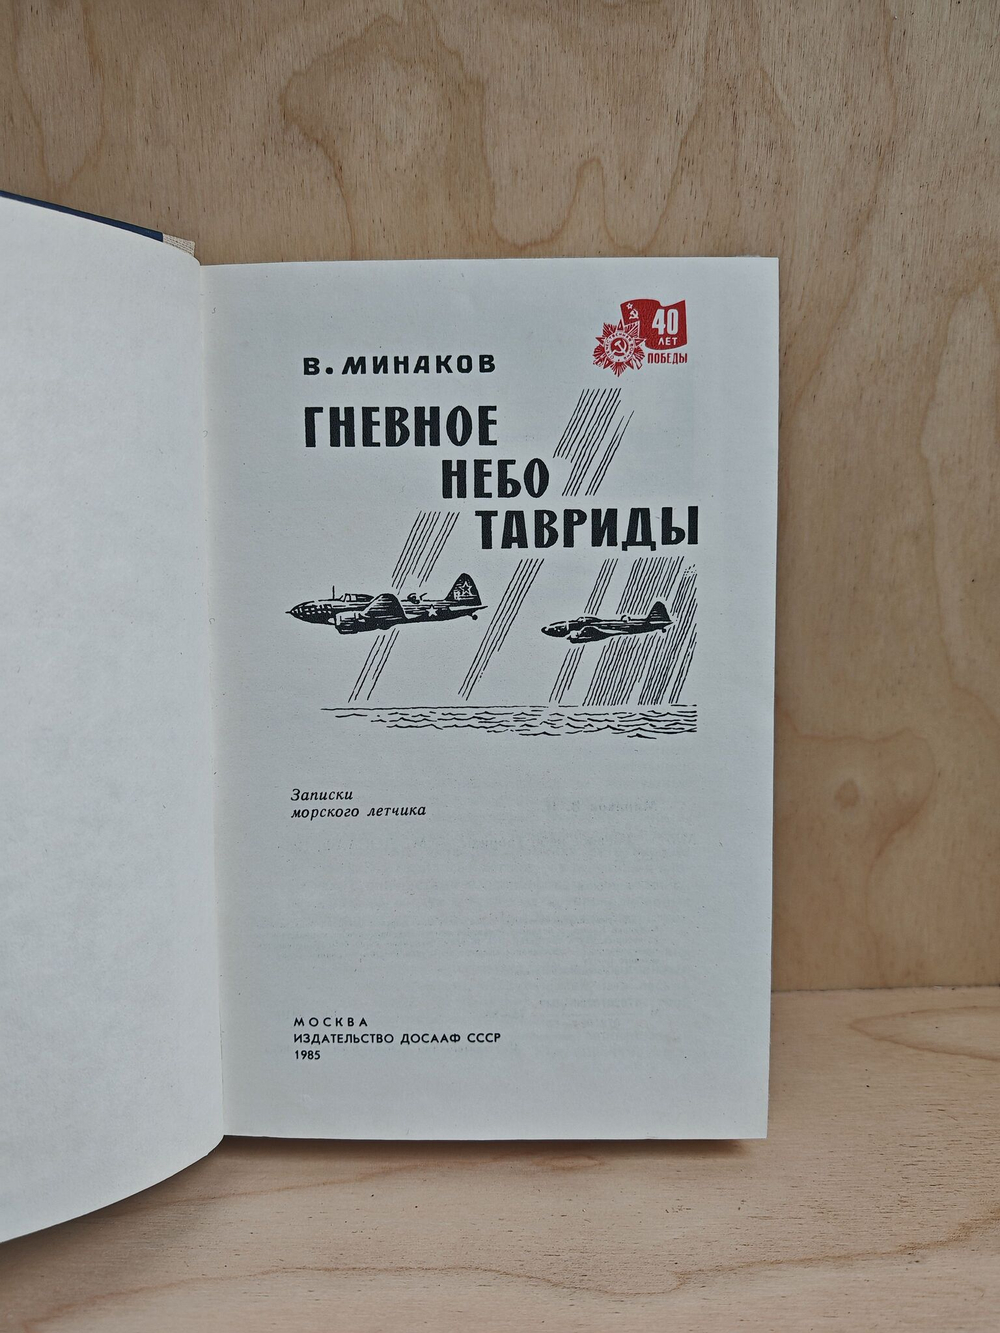 40
ЛЕТ
ПОБЕДЫ
В. МИНАКОВ
ГНЕВНОЕ
НЕБО
ТАВРИДЫ
Записки
морского летчика
МОСКВА
ИЗДАТЕЛЬСТВО ДОСААФ СССР
1985